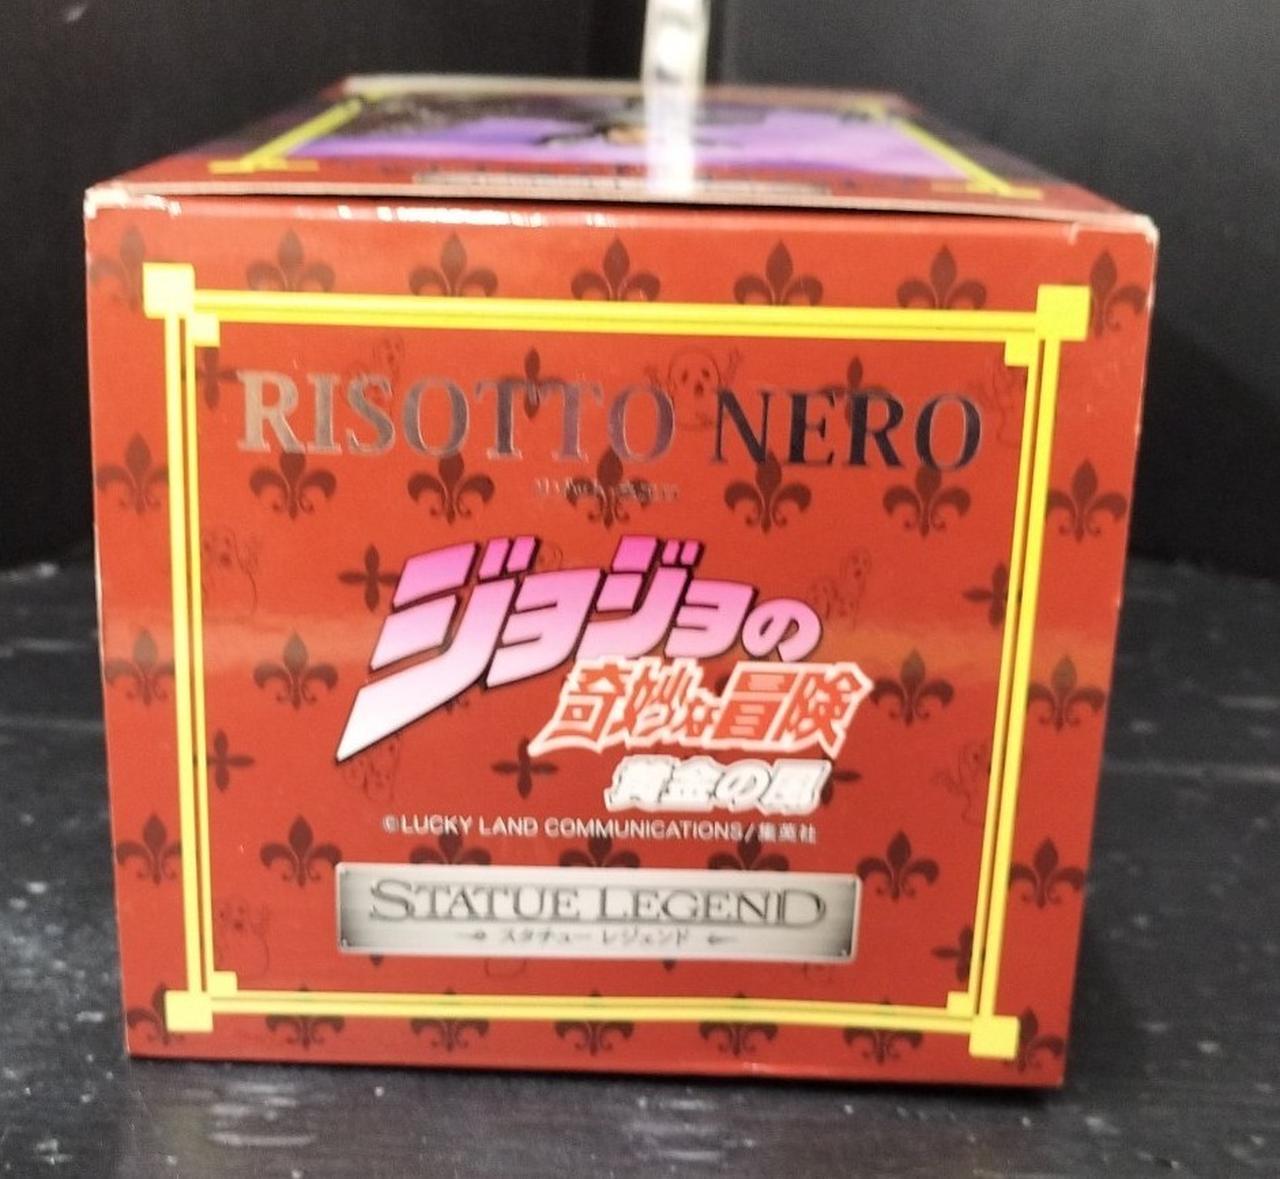 RISOTTO NERO
ジョジョの
奇妙な冒険
黄金の風
©LUCKY LAND COMMUNICATIONS/集英社
STATUE LEGEND
スタチュー レジェンド